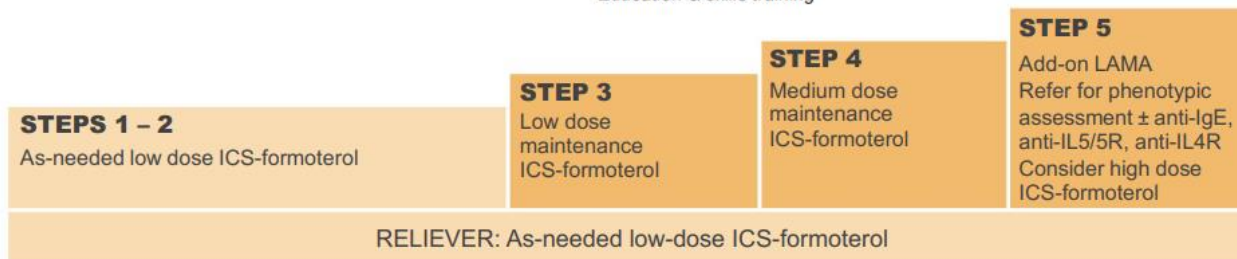 STEP 5
Add-on LAMA
Refer for phenotypic
assessment ± anti-IgE,
anti-IL5/5R, anti-IL4R
Consider high dose
ICS-formoterol
STEP 4
Medium dose
maintenance
ICS-formoterol
STEP 3
Low dose
maintenance
ICS-formoterol
STEPS 1 – 2
As-needed low dose ICS-formoterol
RELIEVER: As-needed low-dose ICS-formoterol